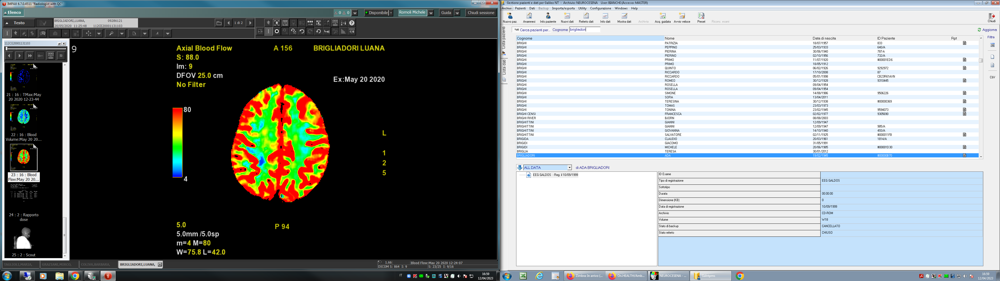 IMPAX 6.7.0.4511 "Radiologist with QC"
Elenco
0 0
Disponibile
Romoli Michele
Guida
Chiudi sessione
Testo
BRIGLIADORI,LUANA, 09286121
20/05/2020 11:25:48 112CE20001131103
1 di 2
112CE20001131103
21 : 16 : TMax:May
20 2020 12-23-44
22 : 16 : Blood
Volume:May 20 20...
23 : 16 : Blood
Flow:May 20 20...
24 : 2 : Rapporto
dose
25 : 2 : Scout
9
Axial Blood Flow
S: 88.0
Im: 9
DFOV 25.0 cm
No Filter
A 156
BRIGLIADORI LUANA
Ex:May 20 2020
80
4
L
1
2
5
5.0
5.0mm /5.0sp
m=4 M=80
W=75.8 L=42.0
P 94
TAGLIOLI,MARIA,
GRAZIANI,MIRCO,
COLIVA,BARBARA,
BRIGLIADORI,LUANA,
1.66 Blood Flow:May 20 2020 12-24-07
DICOM S: 864 I: 9 S: 23/25 I: 9/16
IT
16:59
12/04/2023
Gestione pazienti e dati per Galileo NT - Archivio: NEUROCESENA User: BIANCHI (Accesso: MASTER)
Archivi Pazienti Dati Backup Importa/esporta Utility Configurazione Windows Help
Nuovo paz. Anamnesi Info paziente Nuovi dati Referto dati Info dati Mostra dati Archivia Acq. guidata Avvio veloce Preset Riconc. esami Chiudi
Lista pazienti
Lista dati
Cerca pazienti per... Cognome brigliadori
Aggiorna
Filtra
31
C&V
Cognome Nome Data di nascita ID Paziente Rpt
BRIGHI PATRIZIA 18/07/1957 833
BRIGHI PEPPINO 25/03/1933 640/A
BRIGHI PIERINA 30/06/1940 787-A
BRIGHI PIERINO 02/10/1956 732/A
BRIGHI PRIMO 11/07/1920 #00001ED6
BRIGHI PRIMO 18/05/1912
BRIGHI QUINTO 06/02/1926 9292972
BRIGHI RICCARDO 17/10/2008 87
BRIGHI RICCARDO 05/01/1998 CB23R61AXN
BRIGHI ROMEO 30/12/1928 9310445
BRIGHI ROSELLA 09/04/1954
BRIGHI ROSELLA 09/04/1954
BRIGHI SIMONE 14/08/1986 9506226
BRIGHI SOFIA 13/04/2011
BRIGHI TERESINA 30/12/1938 #00000369
BRIGHI TOMAS 23/03/1973
BRIGHI TONINA 23/02/1945 9594073
BRIGHI CENSI FRANCESCA 02/02/1977 9305690
BRIGHI RIVER BJORN 08/08/2003
BRIGHITTINI GIANNI 12/09/1947
BRIGHITTINI GIANNI 12/09/1947 985/A
BRIGHITTINI GIOVANNA 14/10/1940 493/A
BRIGHITTINI SALVATORE 02/11/1925 #000011FB
BRIGIDA CLAUDIO 20/03/1961 1814/A
BRIGIDI GIACOMO 31/05/1991
BRIGIDI MICHELE 20/06/1985 #00001D30
BRIGLIA TERESA 30/01/2012
BRIGLIADORI ADA 19/02/1945 #00000B70
ALL DATA di ADA BRIGLIADORI
EEG GALDOS - Reg. il 10/09/1999
ID Esame
Tipo di registrazione EEG GALDOS
Sottotipo
Durata 00:00:00
Dimensione (KB) 0
Data di registrazione 10/09/1999
Archivio CD-ROM
Volume W18
Stato di backup CANCELLATO
Stato referto CHIUSO
Zimbra: In arrivo (...
On.HEALTH/Amb...
NEUROCESENA - ...
Galntpms
16:59
12/04/2023